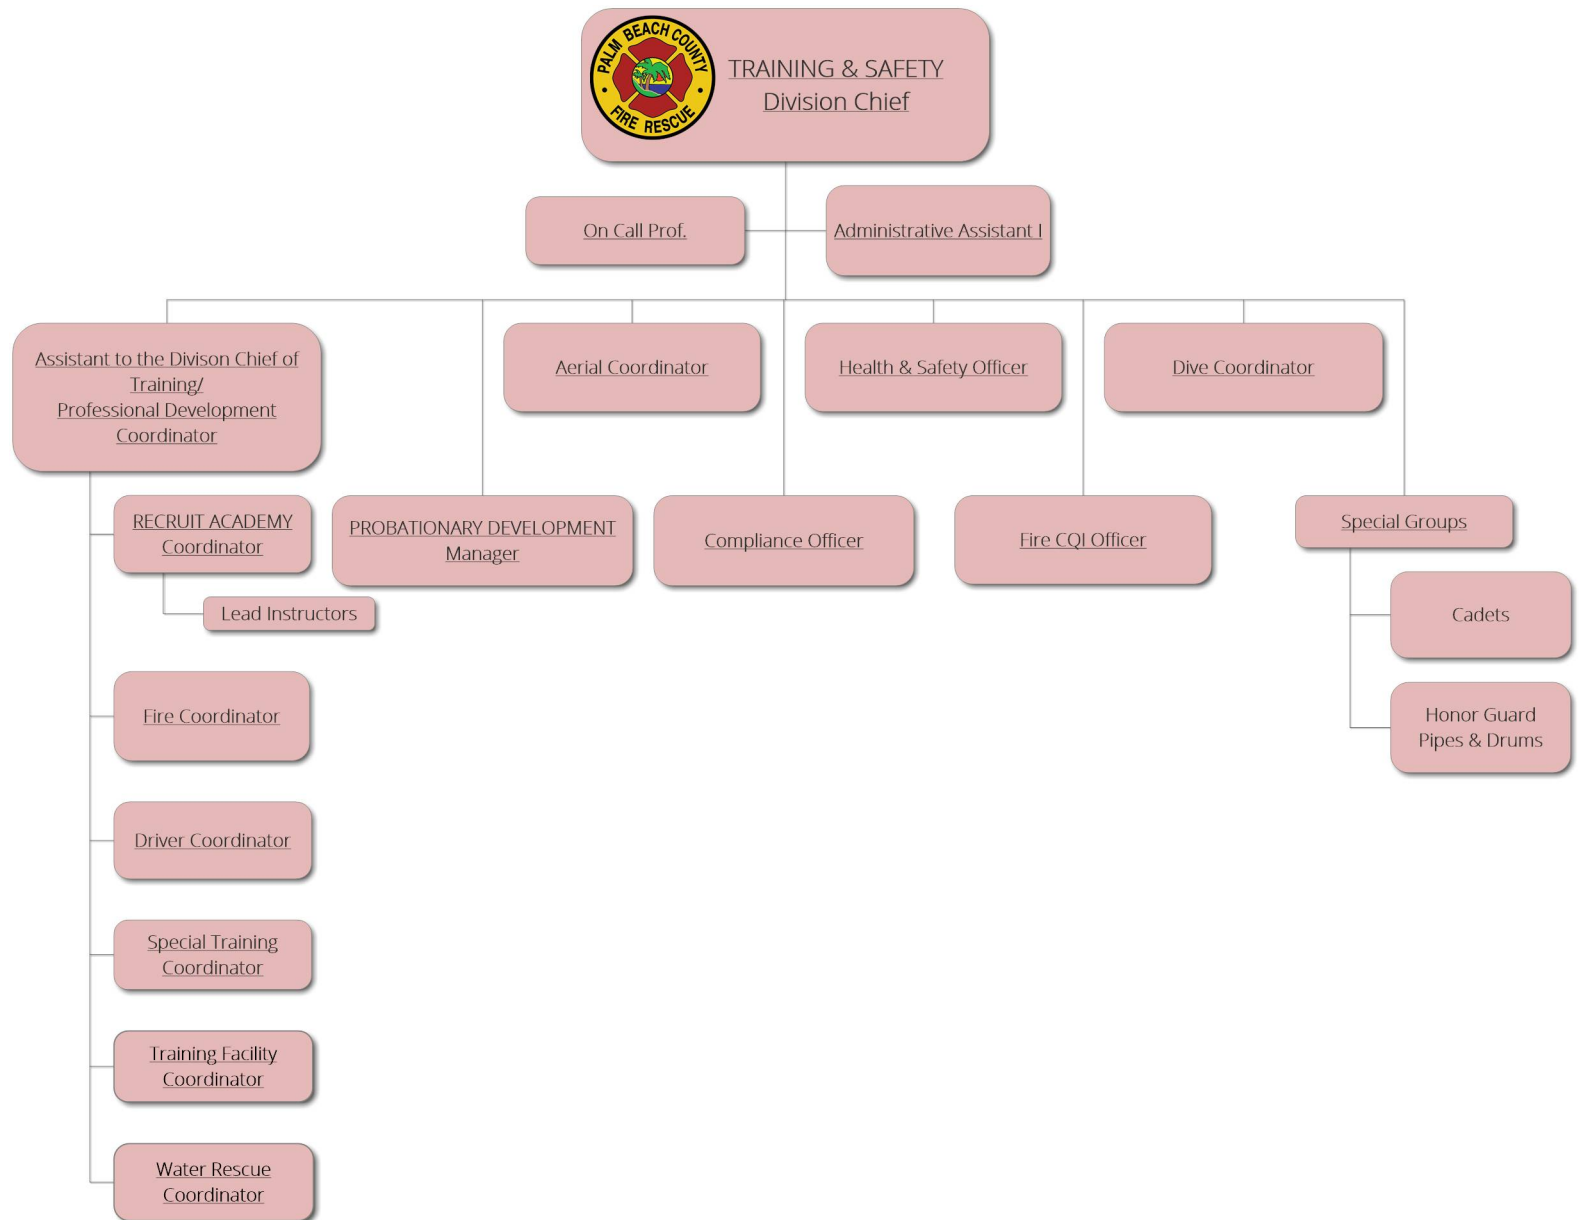 PALM BEACH COUNTY
FIRE RESCUE
TRAINING & SAFETY
Division Chief
On Call Prof.
Administrative Assistant I
Assistant to the Divison Chief of
Training/
Professional Development
Coordinator
Aerial Coordinator
Health & Safety Officer
Dive Coordinator
RECRUIT ACADEMY
Coordinator
PROBATIONARY DEVELOPMENT
Manager
Compliance Officer
Fire CQI Officer
Special Groups
Lead Instructors
Cadets
Fire Coordinator
Honor Guard
Pipes & Drums
Driver Coordinator
Special Training
Coordinator
Training Facility
Coordinator
Water Rescue
Coordinator